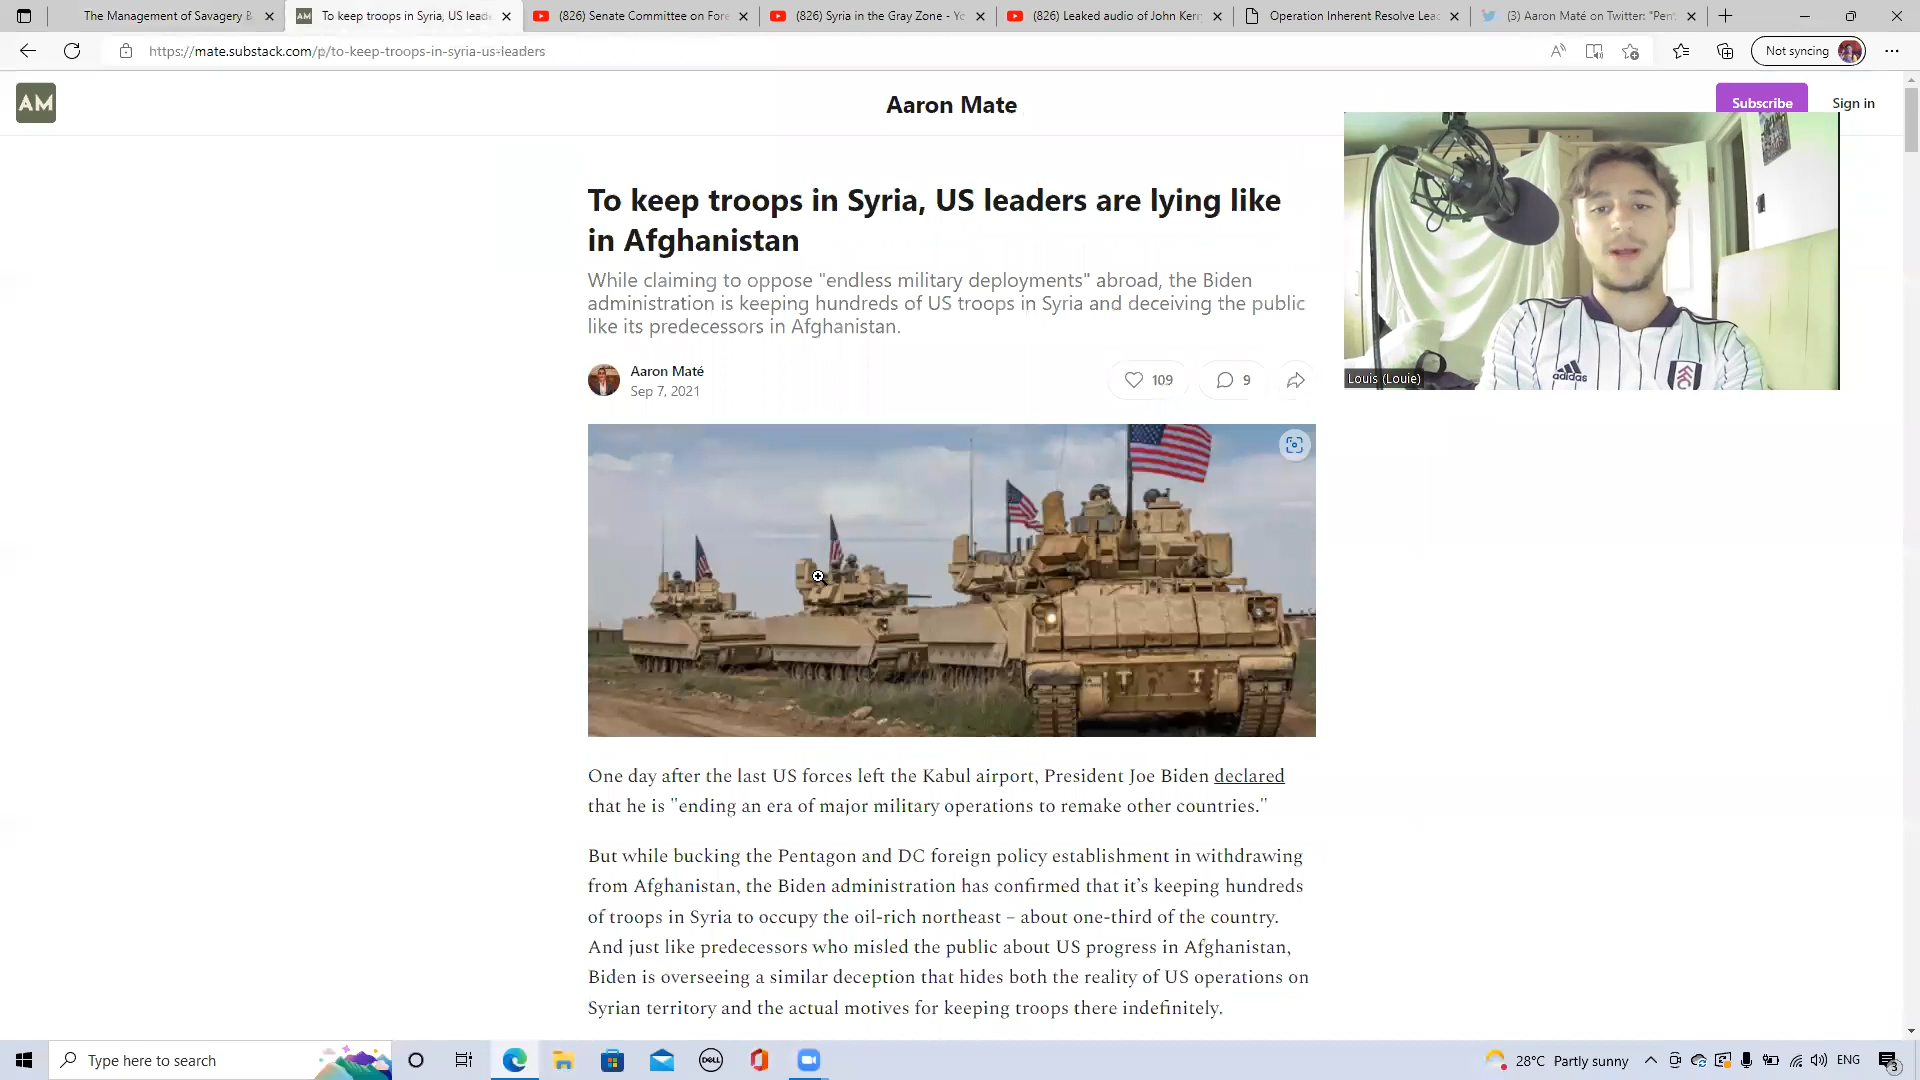 The Management of Savagery B
To keep troops in Syria, US leade
(826) Senate Committee on Fore
(826) Syria in the Gray Zone - Yo
(826) Leaked audio of John Kerr
Operation Inherent Resolve Lea
(3) Aaron Maté on Twitter: "Pen
https://mate.substack.com/p/to-keep-troops-in-syria-us-leaders
Not syncing
AM
Aaron Mate
Subscribe
Sign in
To keep troops in Syria, US leaders are lying like
in Afghanistan
While claiming to oppose "endless military deployments" abroad, the Biden
administration is keeping hundreds of US troops in Syria and deceiving the public
like its predecessors in Afghanistan.
Aaron Maté
Sep 7, 2021
109
9
adidas
Louis (Louie)
One day after the last US forces left the Kabul airport, President Joe Biden declared
that he is "ending an era of major military operations to remake other countries."
But while bucking the Pentagon and DC foreign policy establishment in withdrawing
from Afghanistan, the Biden administration has confirmed that it’s keeping hundreds
of troops in Syria to occupy the oil-rich northeast – about one-third of the country.
And just like predecessors who misled the public about US progress in Afghanistan,
Biden is overseeing a similar deception that hides both the reality of US operations on
Syrian territory and the actual motives for keeping troops there indefinitely.
Type here to search
DELL
28°C Partly sunny
ENG
3